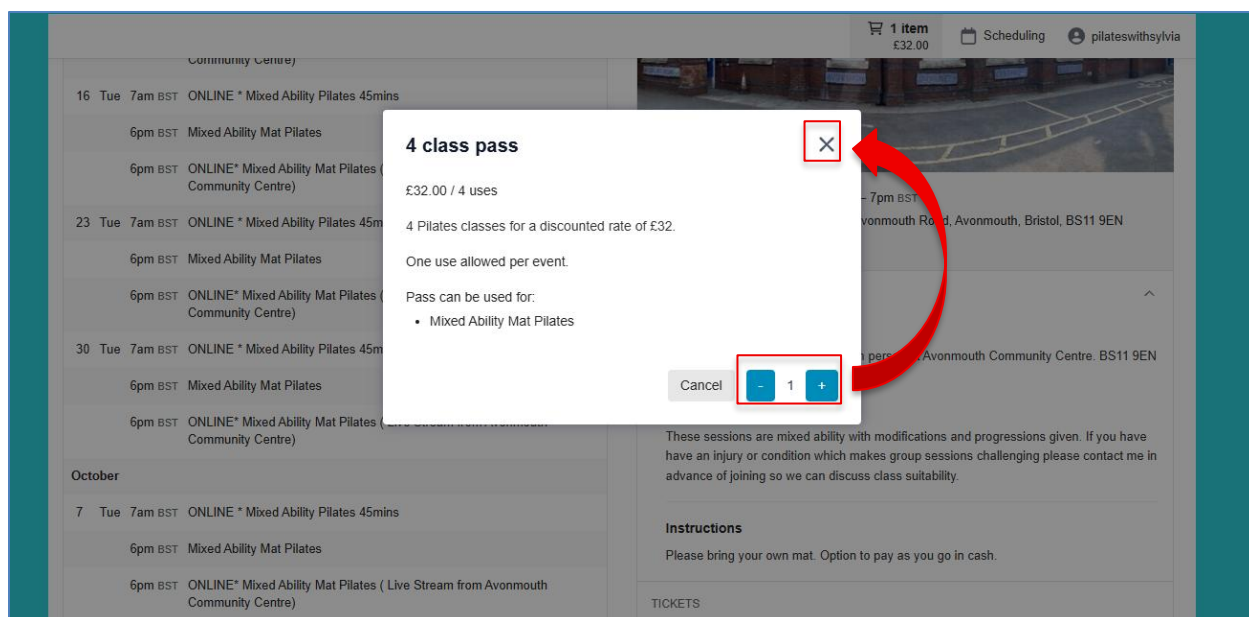 1 item
£32.00
Scheduling
pilateswithsylvia
Community Centre)
16 Tue 7am BST ONLINE * Mixed Ability Pilates 45mins
6pm BST Mixed Ability Mat Pilates
6pm BST ONLINE* Mixed Ability Mat Pilates (
Community Centre)
23 Tue 7am BST ONLINE * Mixed Ability Pilates 45m
6pm BST Mixed Ability Mat Pilates
6pm BST ONLINE* Mixed Ability Mat Pilates (
Community Centre)
30 Tue 7am BST ONLINE * Mixed Ability Pilates 45m
6pm BST Mixed Ability Mat Pilates
6pm BST ONLINE* Mixed Ability Mat Pilates ( Live Stream from Avonmouth
Community Centre)
October
7 Tue 7am BST ONLINE * Mixed Ability Pilates 45mins
6pm BST Mixed Ability Mat Pilates
6pm BST ONLINE* Mixed Ability Mat Pilates ( Live Stream from Avonmouth
Community Centre)
4 class pass
£32.00 / 4 uses
4 Pilates classes for a discounted rate of £32.
One use allowed per event.
Pass can be used for:
• Mixed Ability Mat Pilates
Cancel - 1 +
– 7pm BST
Avonmouth Road, Avonmouth, Bristol, BS11 9EN
Avonmouth Community Centre. BS11 9EN
These sessions are mixed ability with modifications and progressions given. If you have
have an injury or condition which makes group sessions challenging please contact me in
advance of joining so we can discuss class suitability.
Instructions
Please bring your own mat. Option to pay as you go in cash.
TICKETS